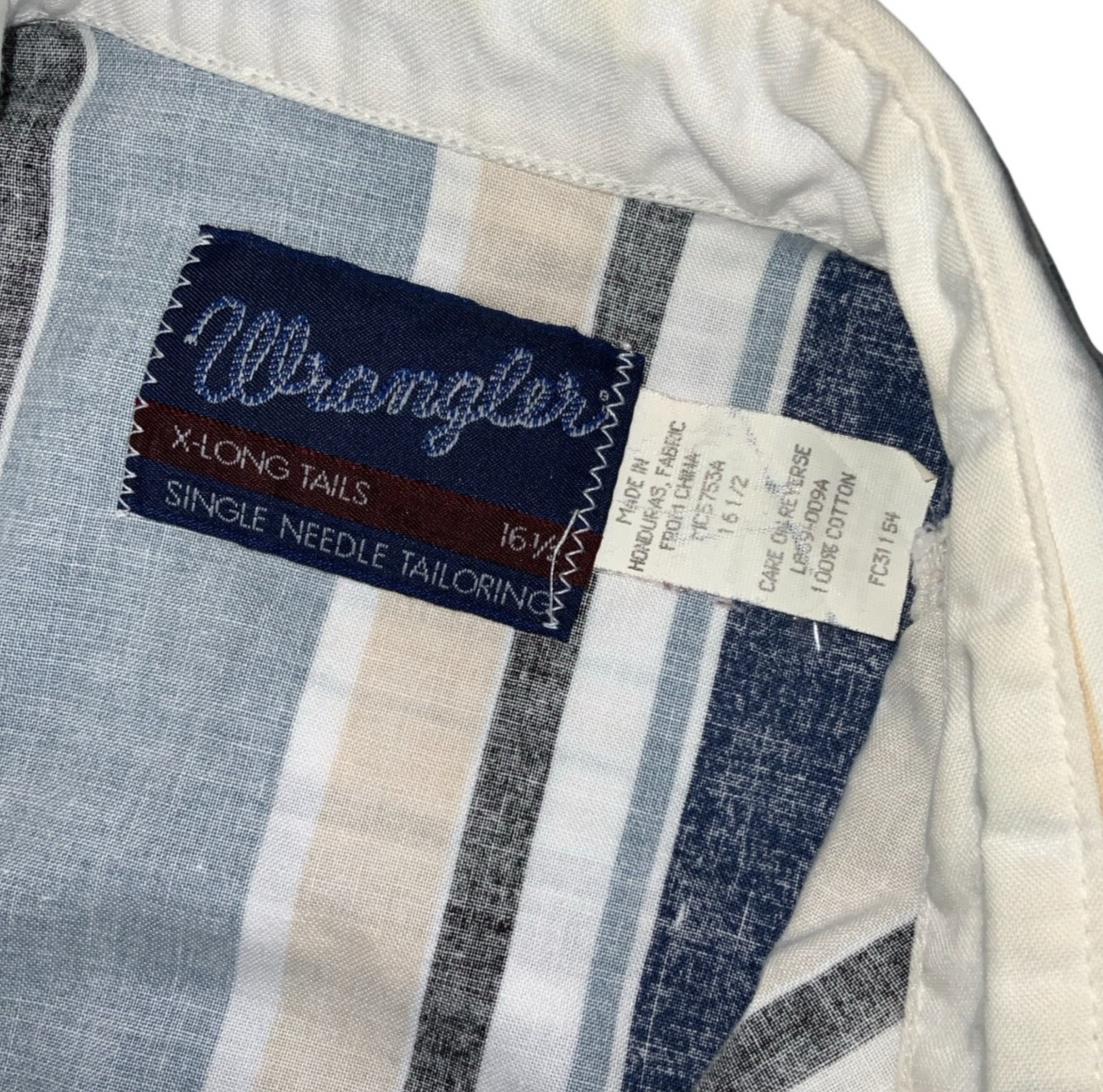 Wrangler®
X-LONG TAILS
16½
SINGLE NEEDLE TAILORING
MADE IN
HONDURAS, FABRIC
FROM CHINA
MC5753A
16 1/2
CARE ON REVERSE
100% COTTON